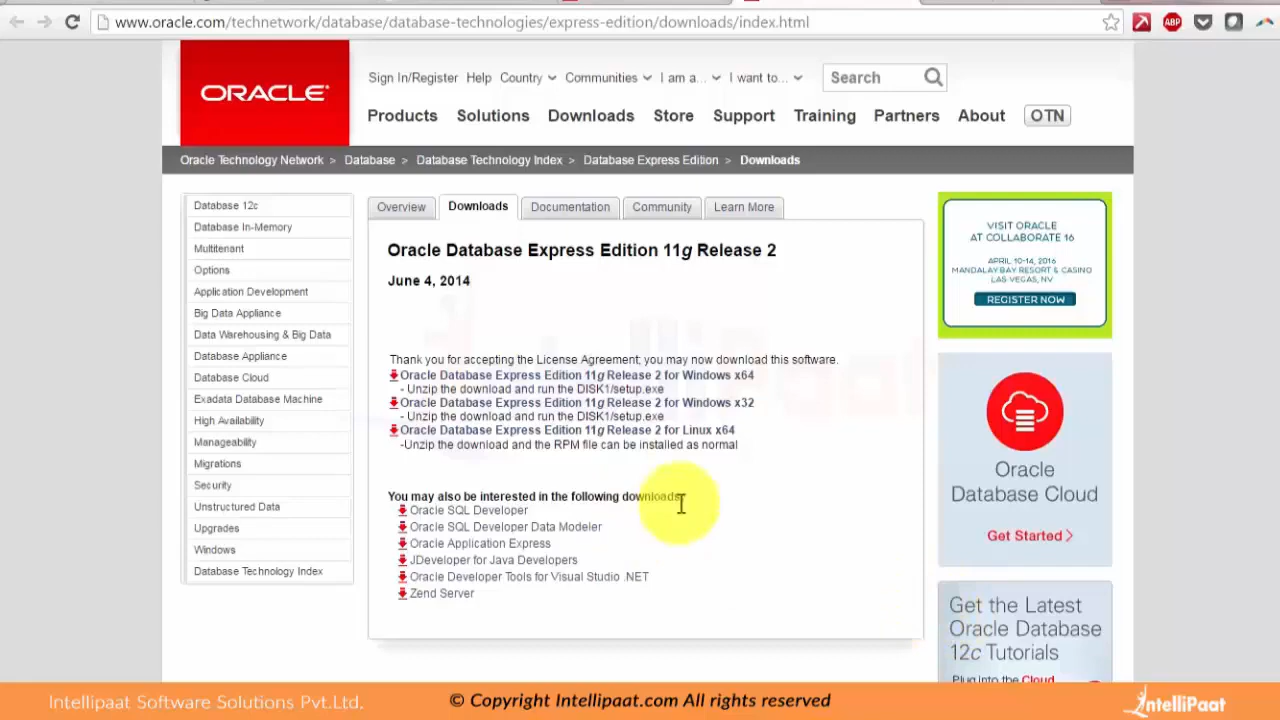 www.oracle.com/technetwork/database/database-technologies/express-edition/downloads/index.html
ABP
ORACLE
Sign In/Register Help Country Communities I am a... I want to... Search
Products Solutions Downloads Store Support Training Partners About OTN
Oracle Technology Network > Database > Database Technology Index > Database Express Edition > Downloads
Database 12c
Database In-Memory
Multitenant
Options
Application Development
Big Data Appliance
Data Warehousing & Big Data
Database Appliance
Database Cloud
Exadata Database Machine
High Availability
Manageability
Migrations
Security
Unstructured Data
Upgrades
Windows
Database Technology Index
Overview Downloads Documentation Community Learn More
Oracle Database Express Edition 11g Release 2
June 4, 2014
Thank you for accepting the License Agreement; you may now download this software.
Oracle Database Express Edition 11g Release 2 for Windows x64
- Unzip the download and run the DISK1/setup.exe
Oracle Database Express Edition 11g Release 2 for Windows x32
- Unzip the download and run the DISK1/setup.exe
Oracle Database Express Edition 11g Release 2 for Linux x64
-Unzip the download and the RPM file can be installed as normal
You may also be interested in the following downloads:
Oracle SQL Developer
Oracle SQL Developer Data Modeler
Oracle Application Express
JDeveloper for Java Developers
Oracle Developer Tools for Visual Studio .NET
Zend Server
VISIT ORACLE
AT COLLABORATE 16
APRIL 10-14, 2016
MANDALAY BAY RESORT & CASINO
LAS VEGAS, NV
REGISTER NOW
Oracle
Database Cloud
Get Started
Get the Latest
Oracle Database
12c Tutorials
Plug into the Cloud
IntelliPaat
Intellipaat Software Solutions Pvt.Ltd.
© Copyright Intellipaat.com All rights reserved
IntelliPaat